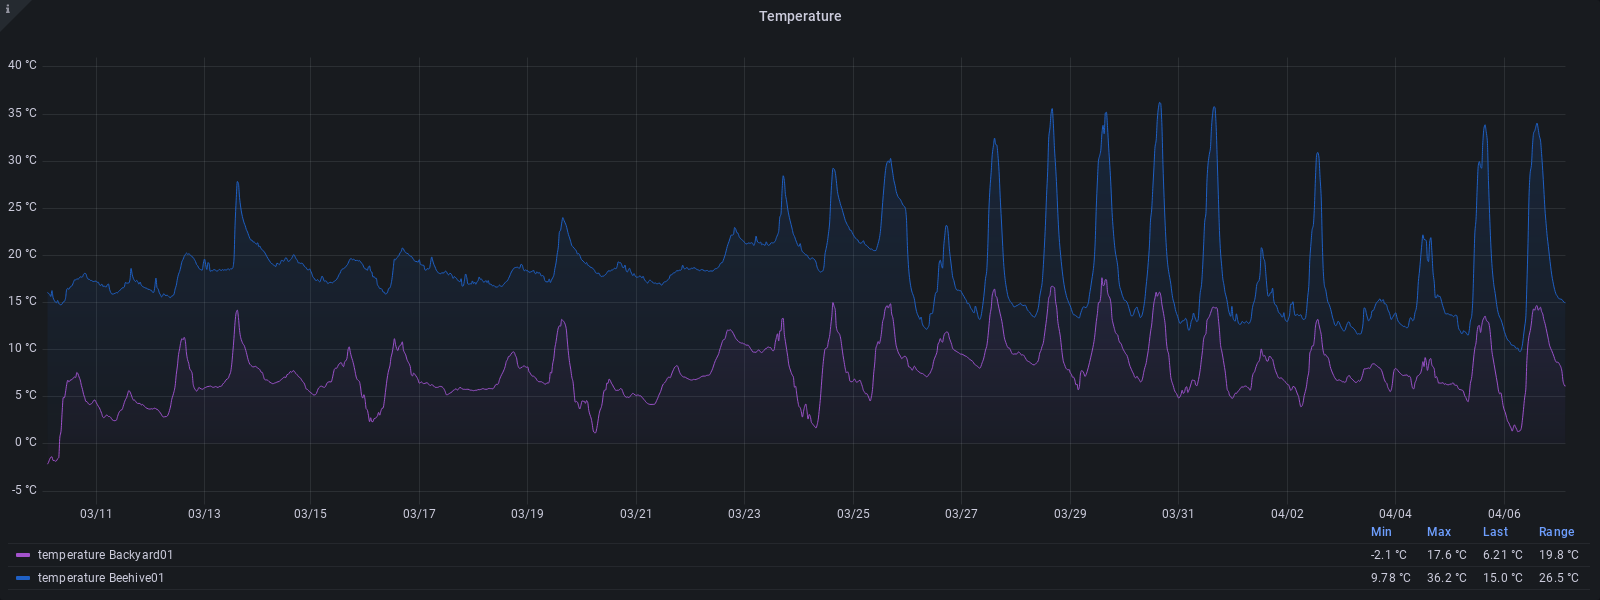 i
Temperature
40 °C
35 °C
30 °C
25 °C
20 °C
15 °C
10 °C
5 °C
0 °C
-5 °C
03/11 03/13 03/15 03/17 03/19 03/21 03/23 03/25 03/27 03/29 03/31 04/02 04/04 04/06
Min Max Last Range
temperature Backyard01 -2.1 °C 17.6 °C 6.21 °C 19.8 °C
temperature Beehive01 9.78 °C 36.2 °C 15.0 °C 26.5 °C